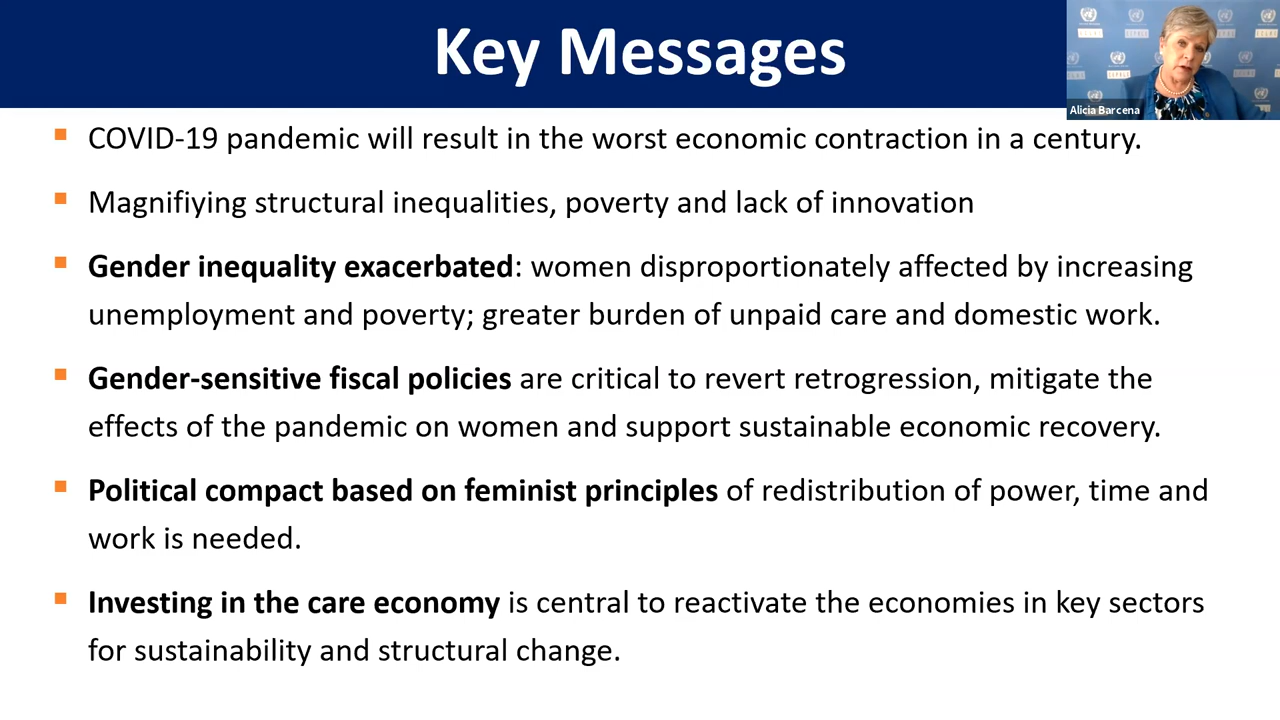 Key Messages
Alicia Barcena
COVID-19 pandemic will result in the worst economic contraction in a century.
Magnifiying structural inequalities, poverty and lack of innovation
Gender inequality exacerbated: women disproportionately affected by increasing
unemployment and poverty; greater burden of unpaid care and domestic work.
Gender-sensitive fiscal policies are critical to revert retrogression, mitigate the
effects of the pandemic on women and support sustainable economic recovery.
Political compact based on feminist principles of redistribution of power, time and
work is needed.
Investing in the care economy is central to reactivate the economies in key sectors
for sustainability and structural change.